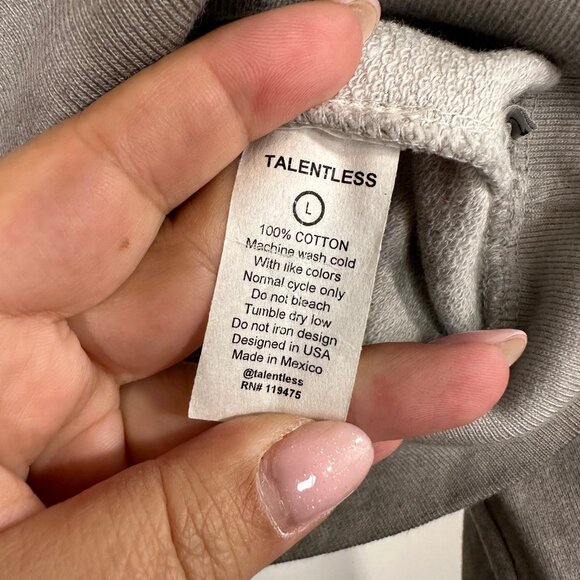 TALENTLESS
L
100% COTTON
Machine wash cold
With like colors
Normal cycle only
Do not bleach
Tumble dry low
Do not iron design
Designed in USA
Made in Mexico
@talentless
RN# 119475